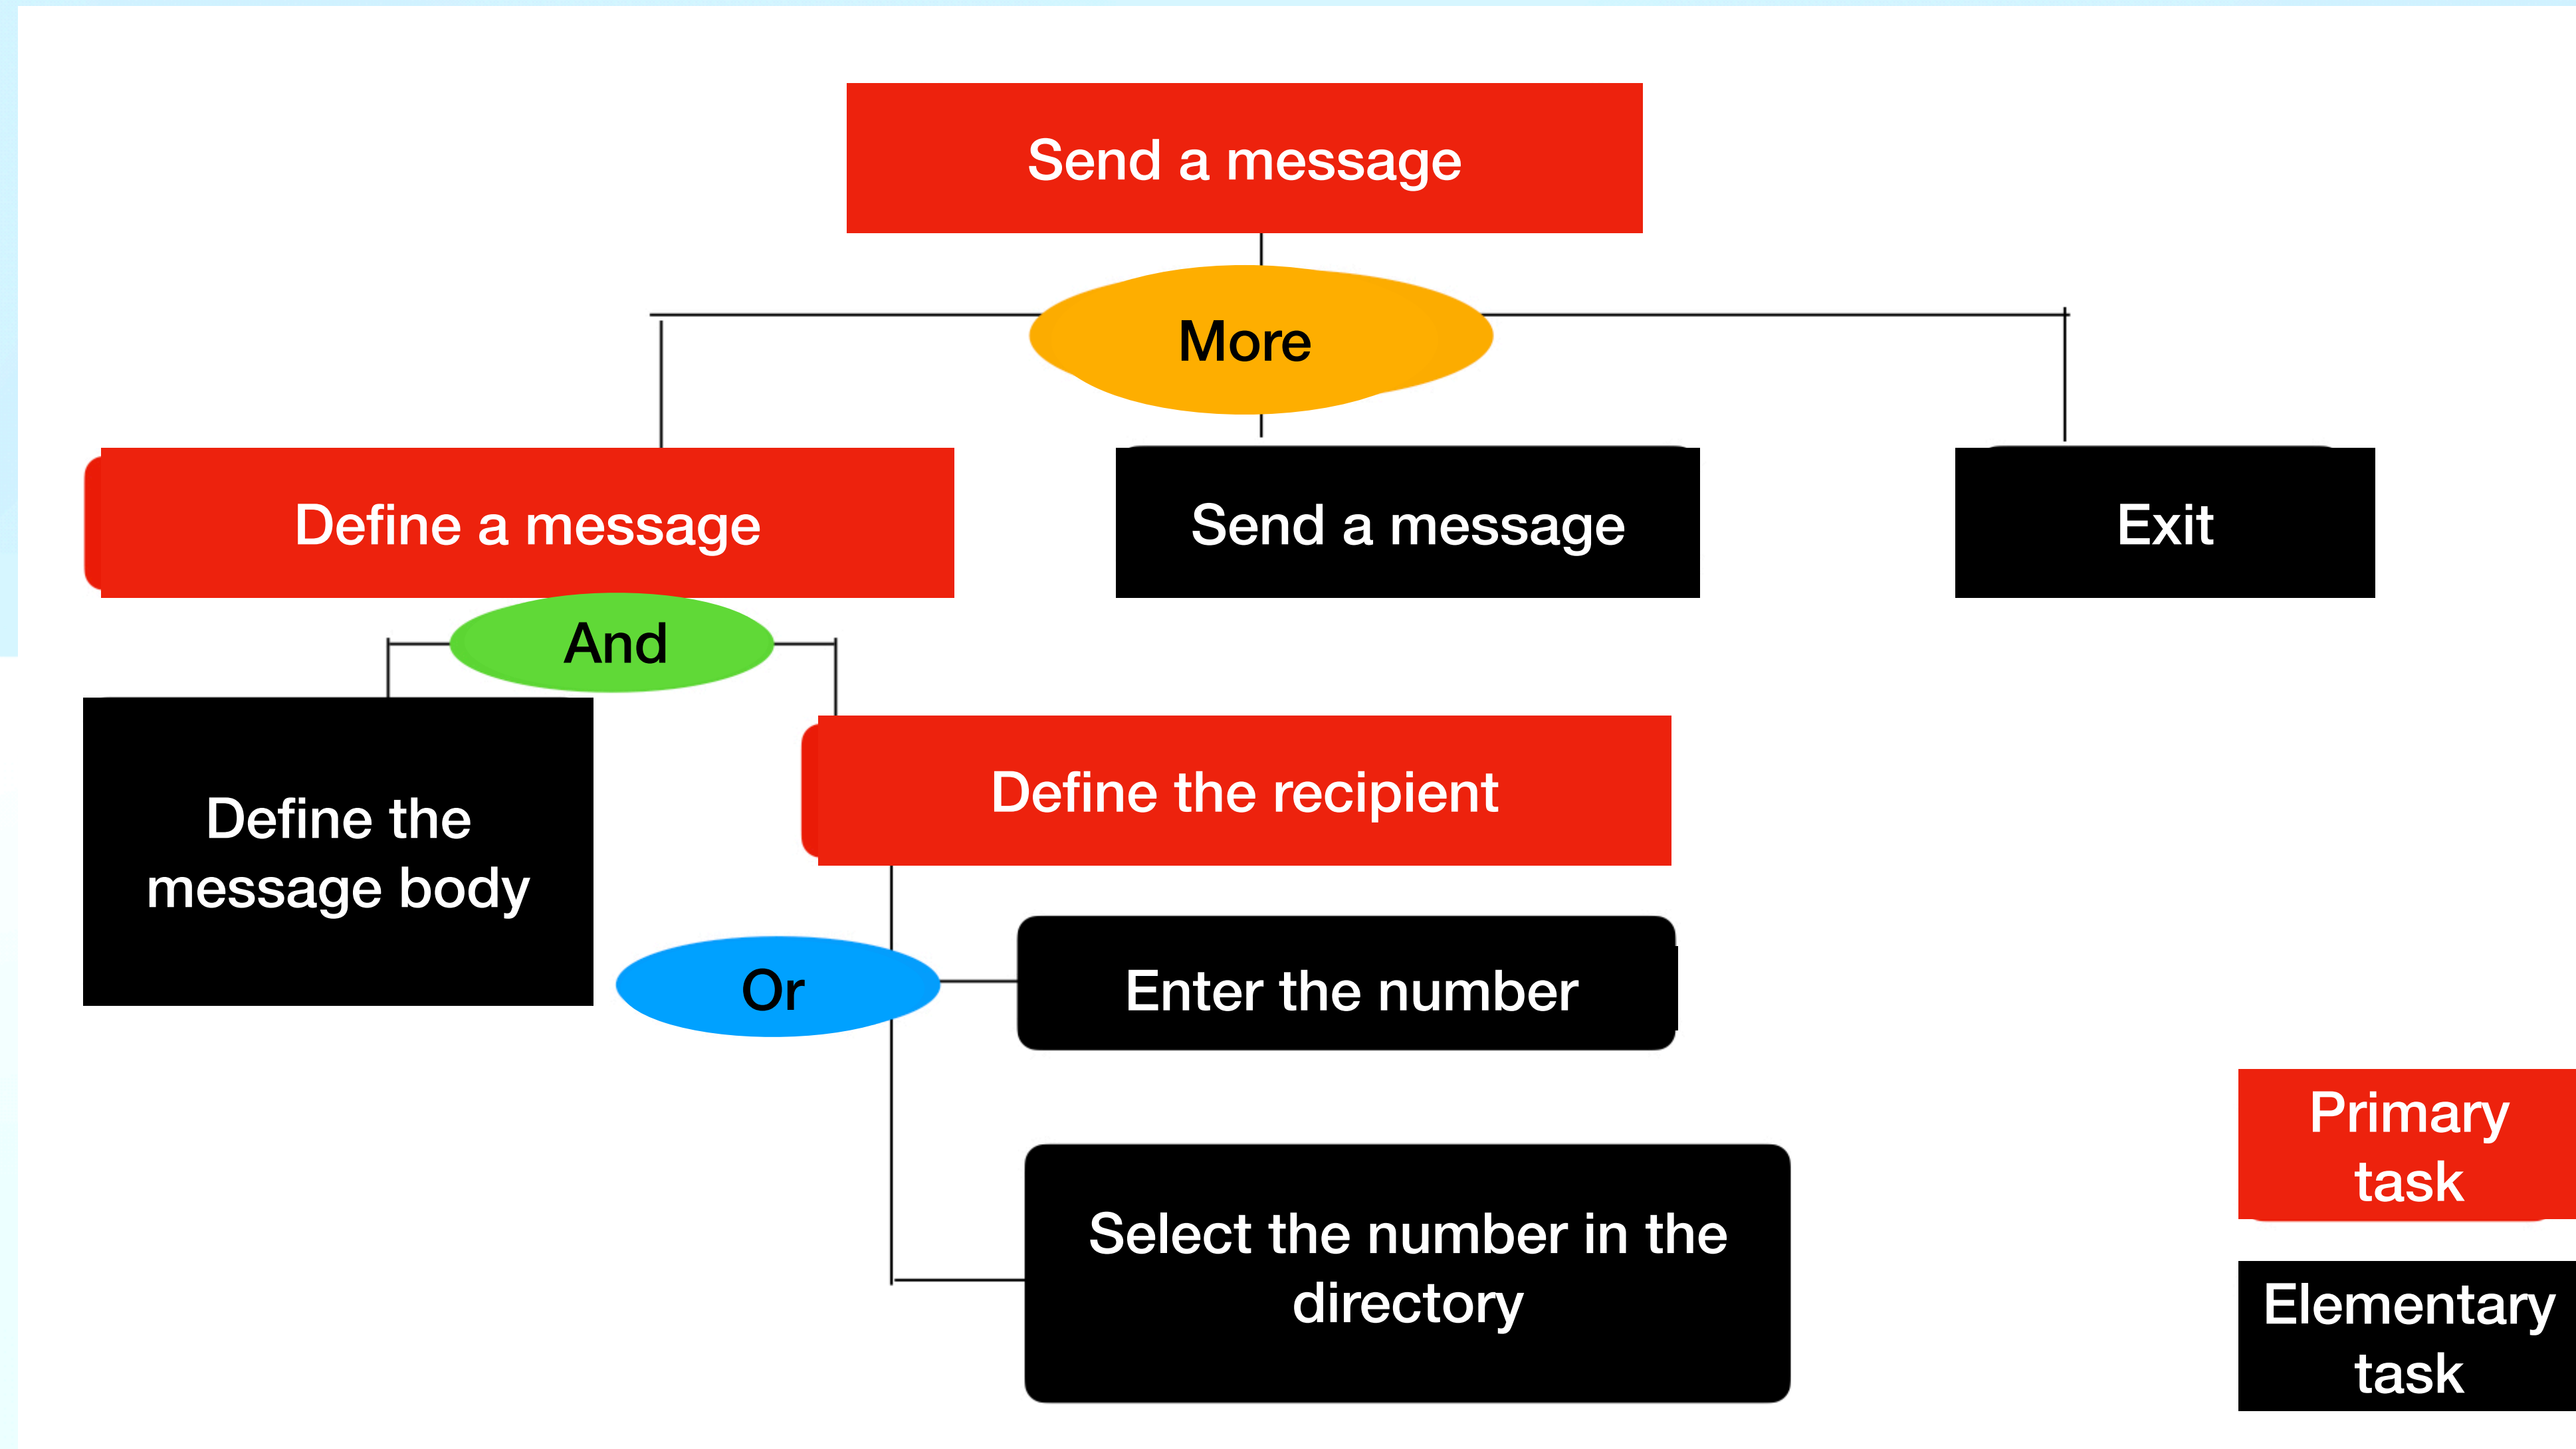 Send a message
More
Define a message
Send a message
Exit
And
Define the
message body
Define the recipient
Or
Enter the number
Select the number in the
directory
Primary
task
Elementary
task